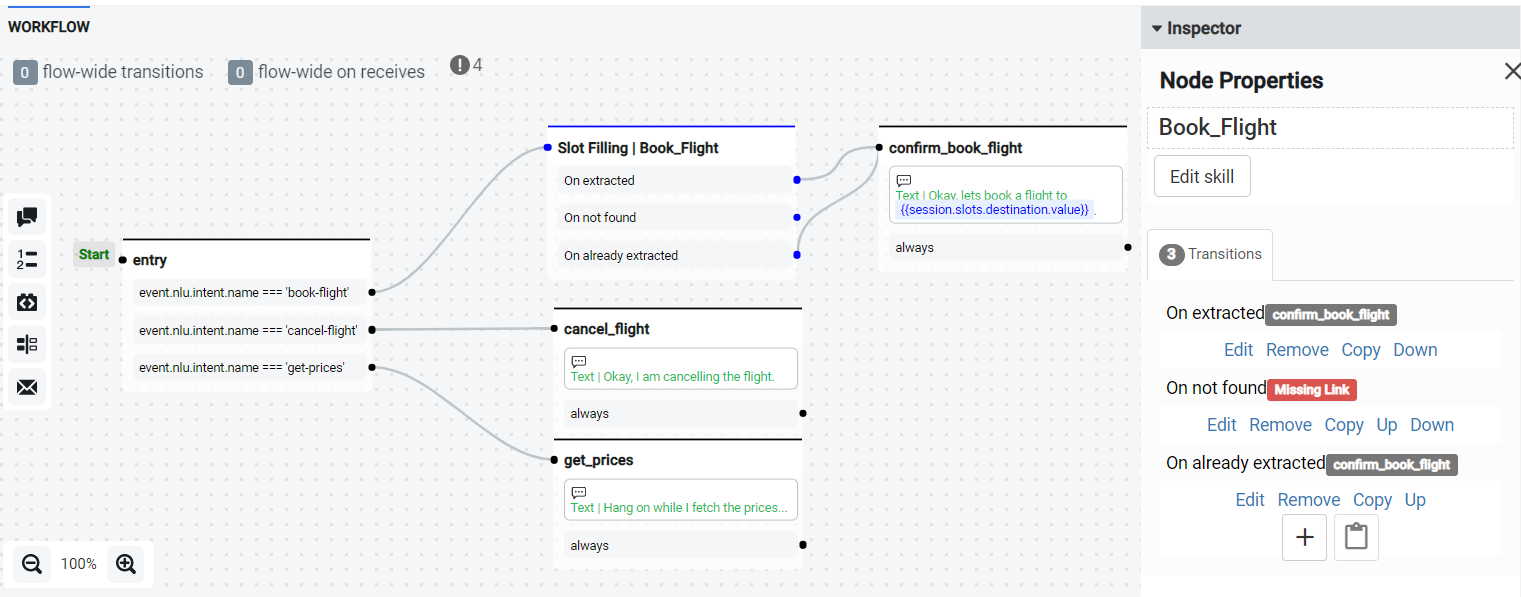 WORKFLOW
0 flow-wide transitions 0 flow-wide on receives 4
Start
entry
event.nlu.intent.name === 'book-flight'
event.nlu.intent.name === 'cancel-flight'
event.nlu.intent.name === 'get-prices'
Slot Filling | Book_Flight
On extracted
On not found
On already extracted
confirm_book_flight
Text | Okay, lets book a flight to
{{session.slots.destination.value}} .
always
cancel_flight
Text | Okay, I am cancelling the flight.
always
get_prices
Text | Hang on while I fetch the prices...
always
100%
Inspector
Node Properties
Book_Flight
Edit skill
3 Transitions
On extracted confirm_book_flight
Edit Remove Copy Down
On not found Missing Link
Edit Remove Copy Up Down
On already extracted confirm_book_flight
Edit Remove Copy Up